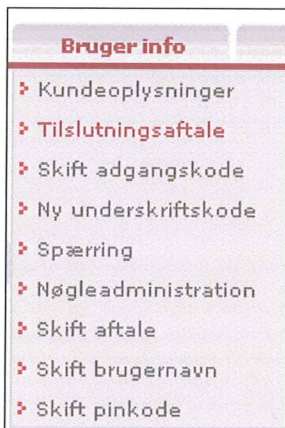 Bruger info
Kundeoplysninger
Tilslutningsaftale
Skift adgangskode
Ny underskriftskode
Spærring
Nøgleadministration
Skift aftale
Skift brugernavn
Skift pinkode